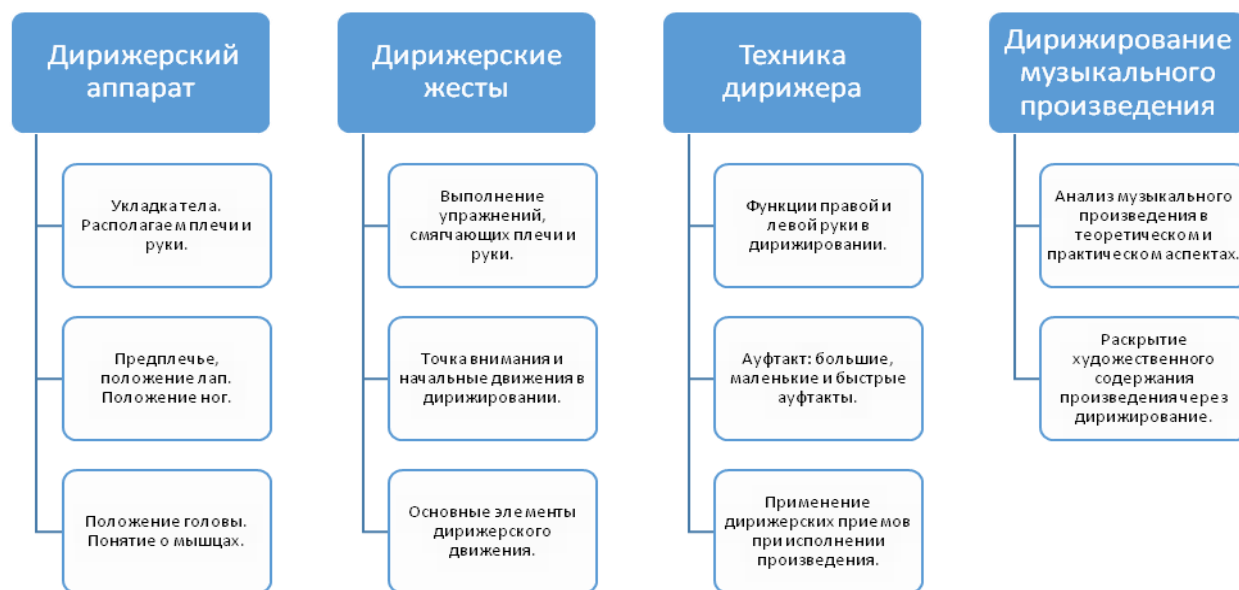 Дирижерский
аппарат
Укладка тела.
Располагаем плечи и
руки.
Предплечье,
положение лап.
Положение ног.
Положение головы.
Понятие о мышцах.
Дирижерские
жесты
Выполнение
упражнений,
смягчающих плечи и
руки.
Точка внимания и
начальные движения в
дирижировании.
Основные элементы
дирижерского
движения.
Техника
дирижера
Функции правой и
левой руки в
дирижировании.
Ауфтакт: большие,
маленькие и быстрые
ауфтакты.
Применение
дирижерских приемов
при исполнении
произведения.
Дирижирование
музыкального
произведения
Анализ музыкального
произведения в
теоретическом и
практическом аспектах.
Раскрытие
художественного
содержания
произведения через
дирижирование.